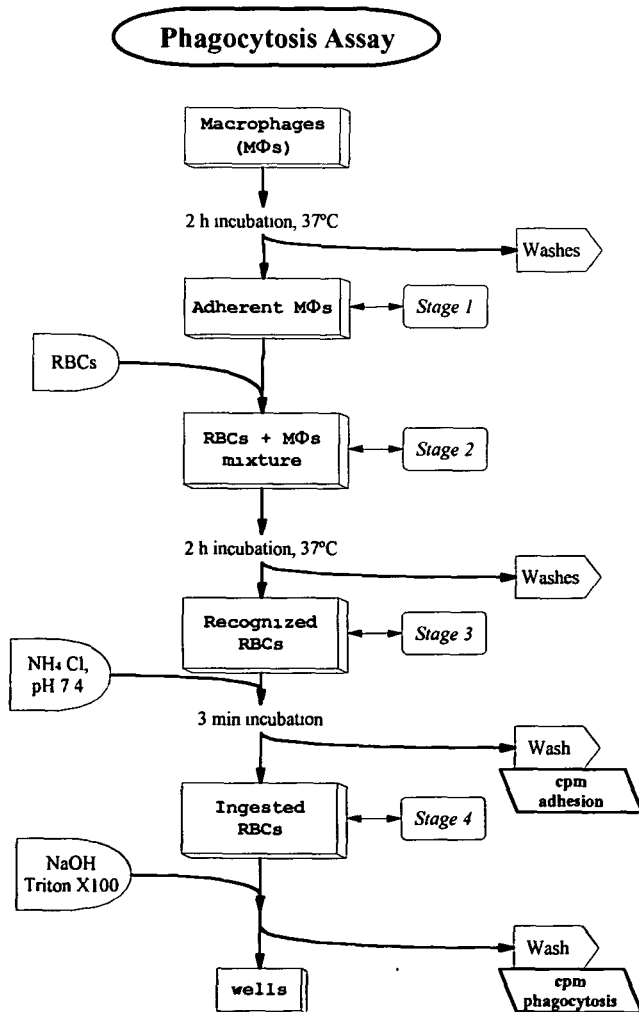 Phagocytosis Assay
Macrophages
(MΦs)
2 h incubation, 37ºC
Washes
Adherent MΦs
Stage 1
RBCs
RBCs + MΦs
mixture
Stage 2
2 h incubation, 37ºC
Washes
Recognized
RBCs
Stage 3
NH₄ Cl,
pH 7 4
3 min incubation
Wash
cpm
adhesion
Ingested
RBCs
Stage 4
NaOH
Triton X100
Wash
cpm
phagocytosis
wells